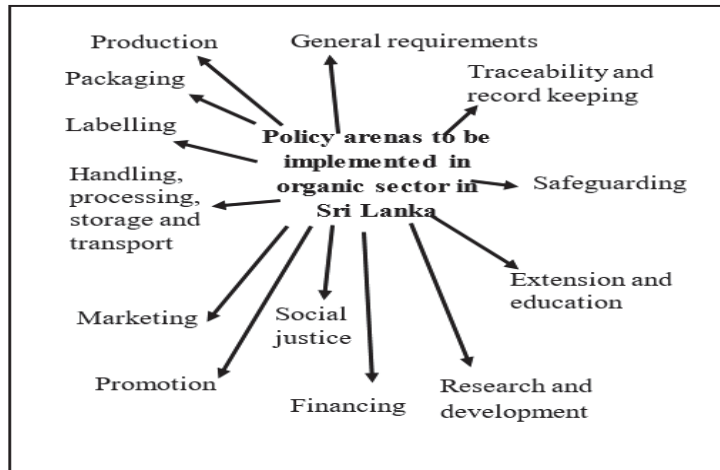 Production
General requirements
Packaging
Traceability and
record keeping
Labelling
Policy arenas to be
implemented in
organic sector in
Sri Lanka
Handling,
processing,
storage and
transport
Safeguarding
Extension and
education
Marketing
Social
justice
Promotion
Financing
Research and
development